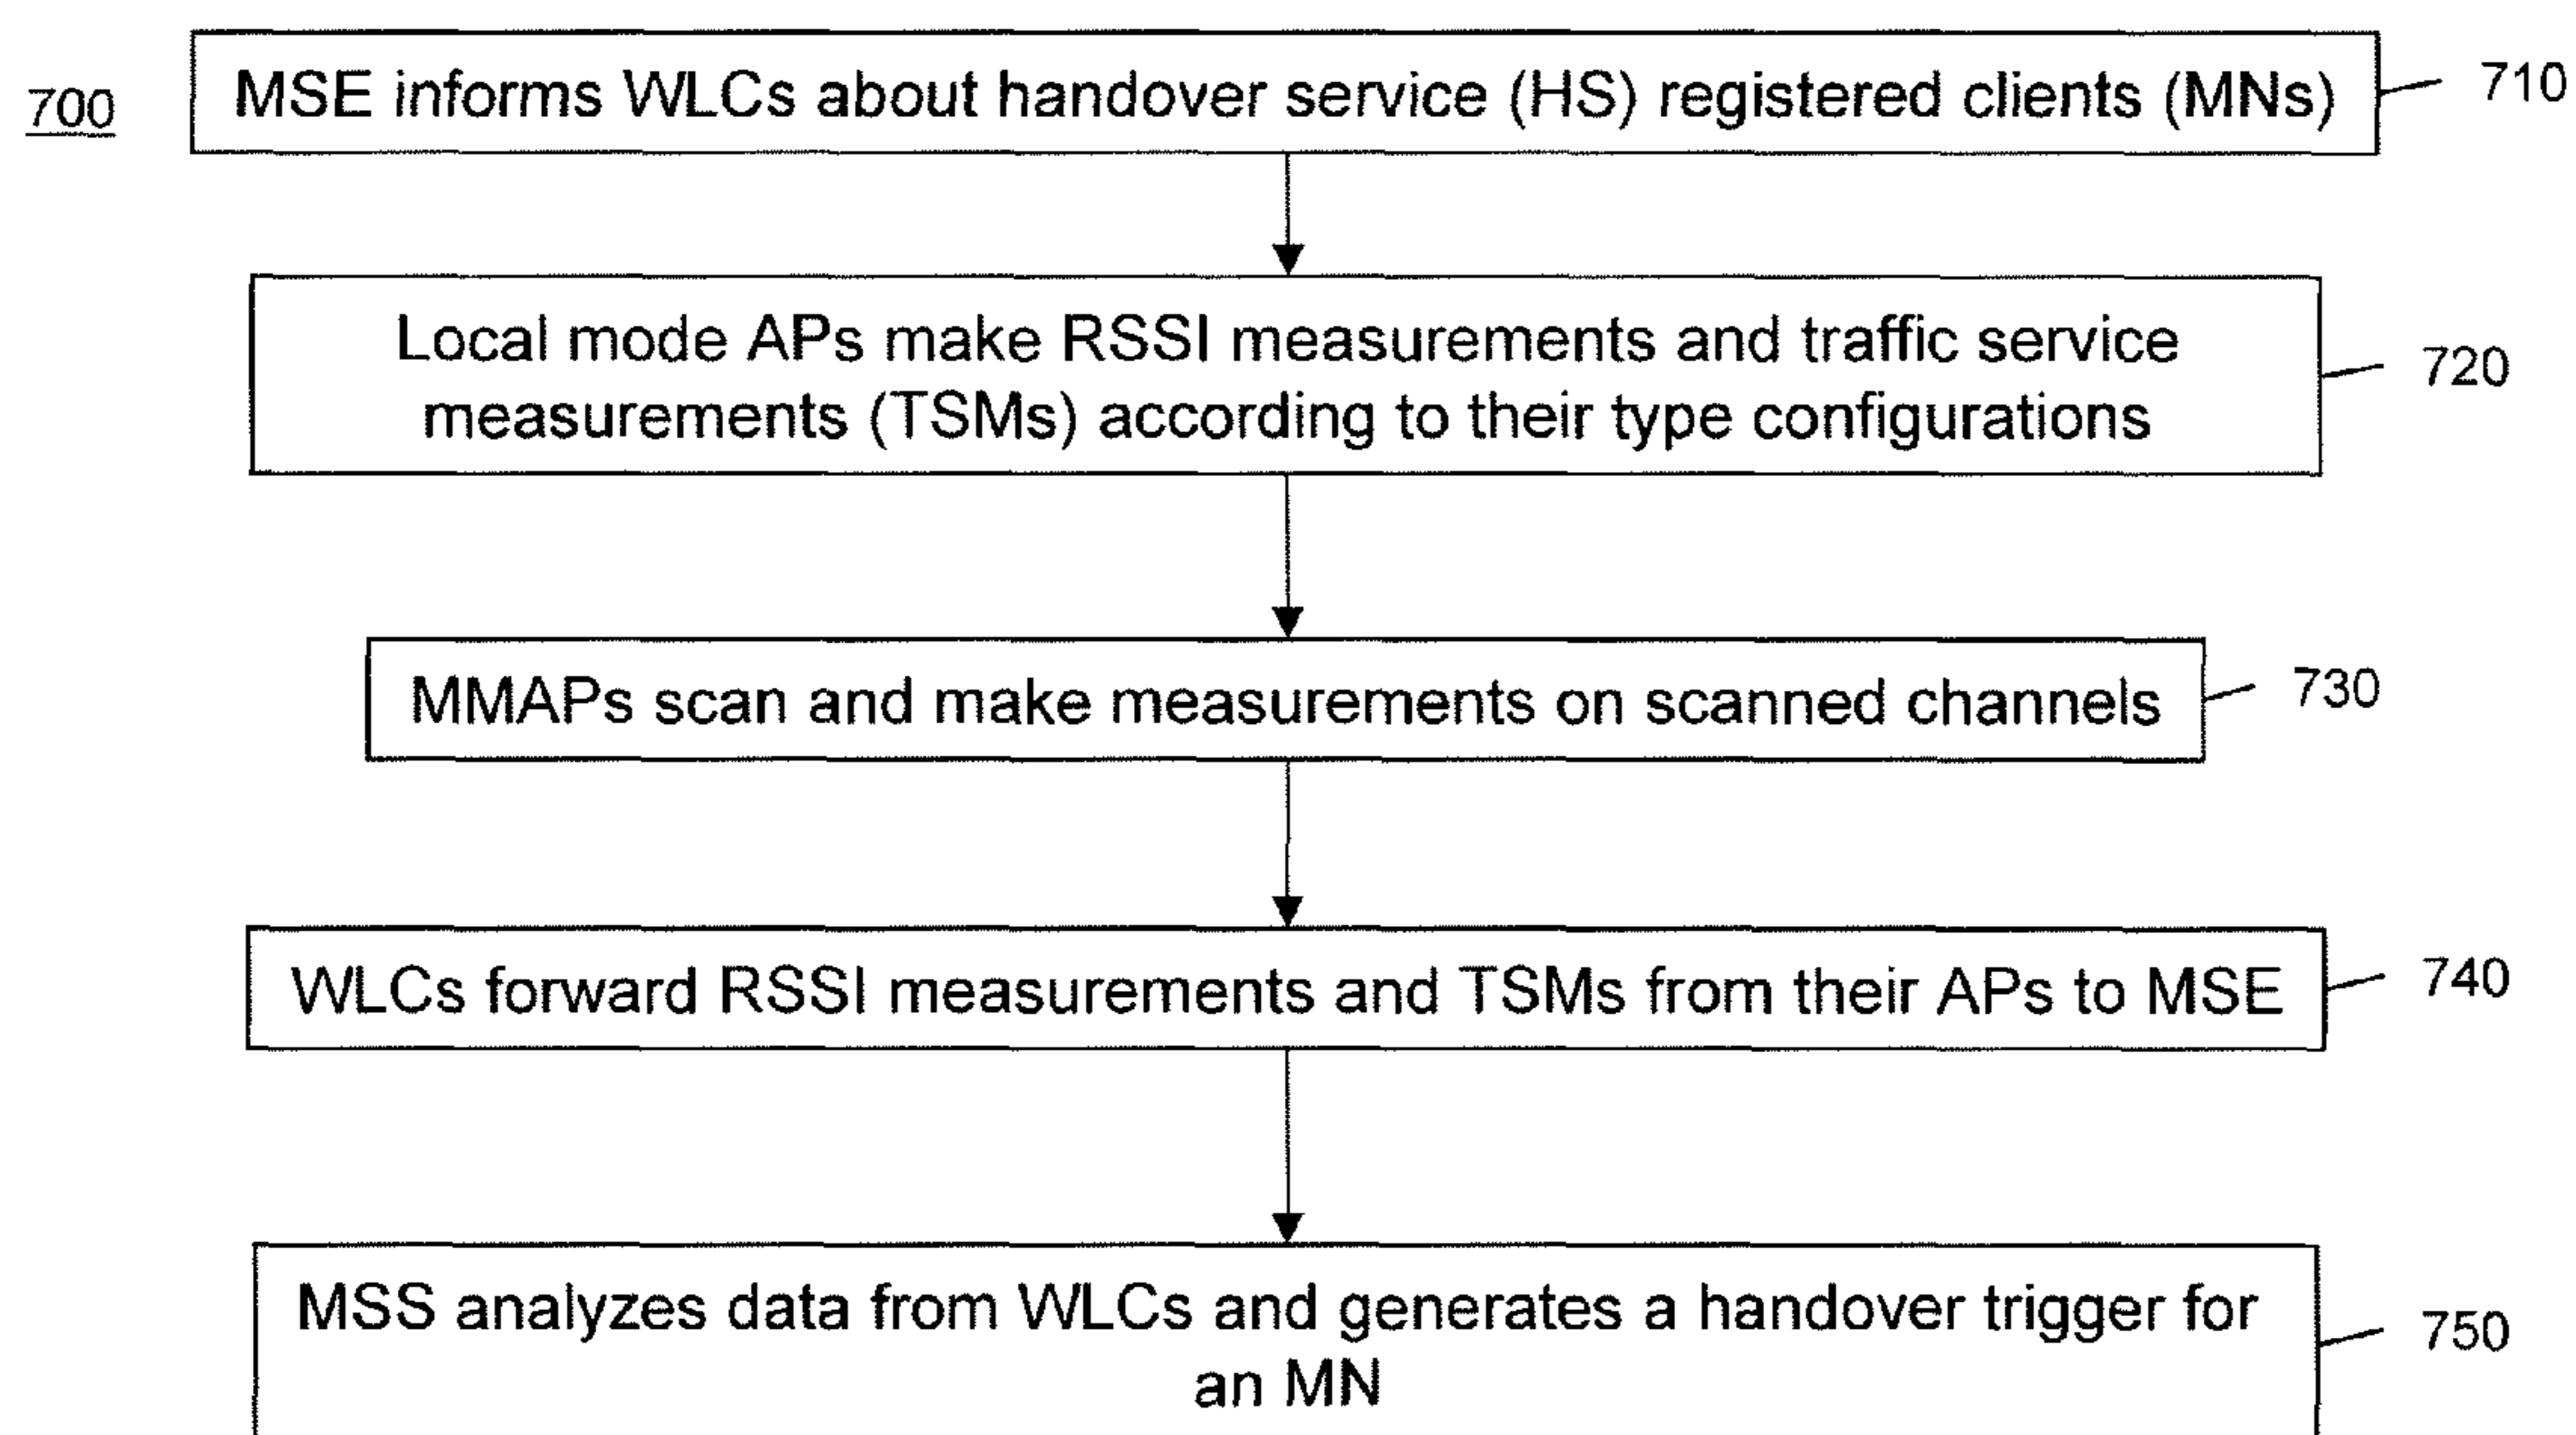 700
MSE informs WLCs about handover service (HS) registered clients (MNs)
710
Local mode APs make RSSI measurements and traffic service
measurements (TSMs) according to their type configurations
720
MMAPs scan and make measurements on scanned channels
730
WLCs forward RSSI measurements and TSMs from their APs to MSE
740
MSS analyzes data from WLCs and generates a handover trigger for
an MN
750